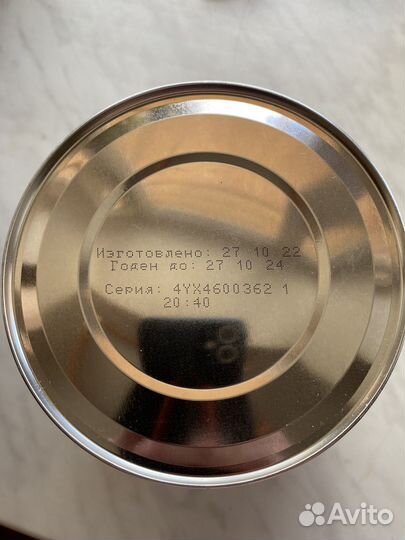 Изготовлено: 27 10 22
Годен до: 27 10 24
Серия: 4YX4600362 1
20:40
Avito